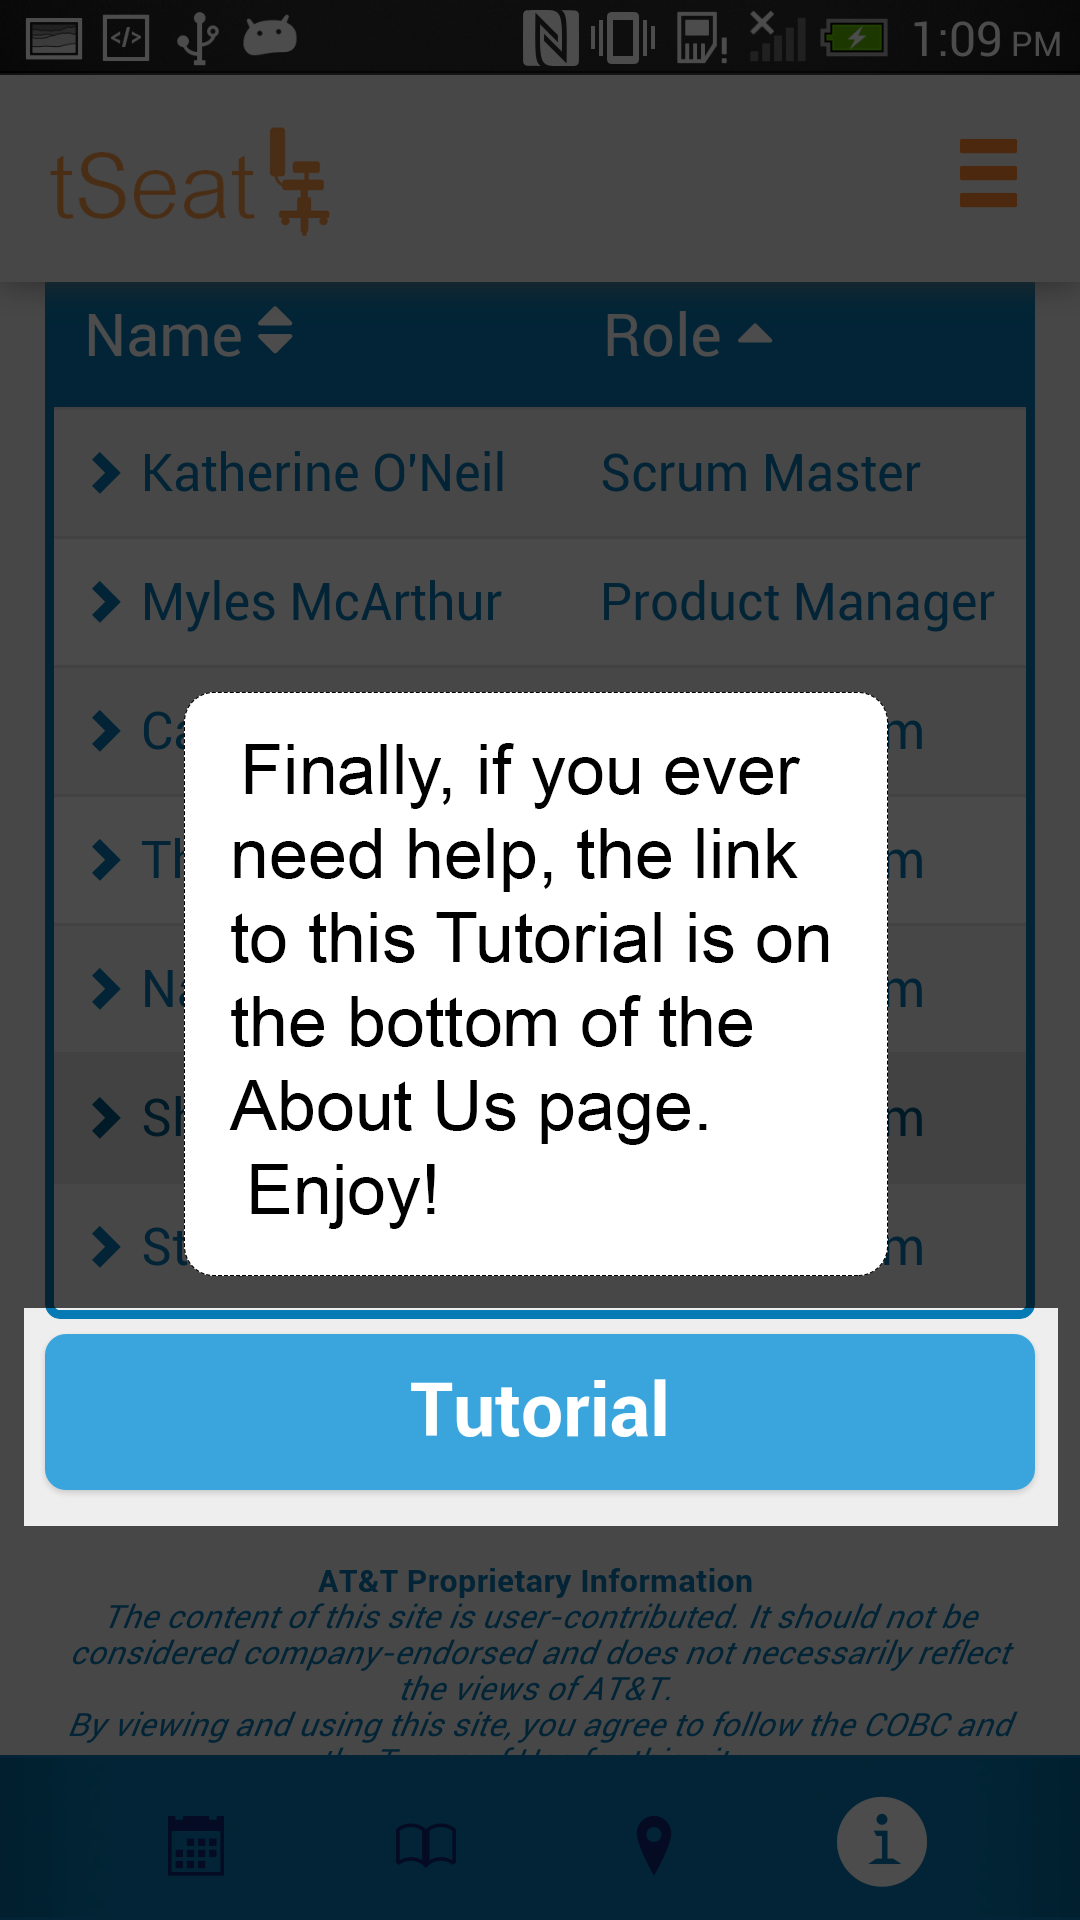 1:09 PM
tSeat
Name Role
Katherine O'Neil Scrum Master
Myles McArthur Product Manager
Finally, if you ever
need help, the link
to this Tutorial is on
the bottom of the
About Us page.
Enjoy!
Tutorial
AT&T Proprietary Information
The content of this site is user-contributed. It should not be
considered company-endorsed and does not necessarily reflect
the views of AT&T.
By viewing and using this site, you agree to follow the COBC and